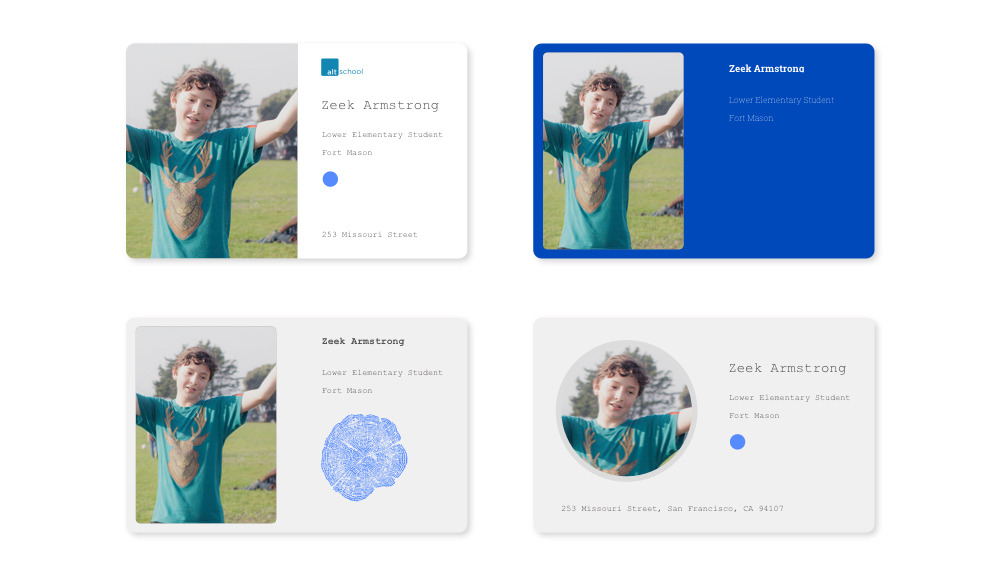 alt school
Zeek Armstrong
Lower Elementary Student
Fort Mason
253 Missouri Street
Zeek Armstrong
Lower Elementary Student
Fort Mason
Zeek Armstrong
Lower Elementary Student
Fort Mason
Zeek Armstrong
Lower Elementary Student
Fort Mason
253 Missouri Street, San Francisco, CA 94107